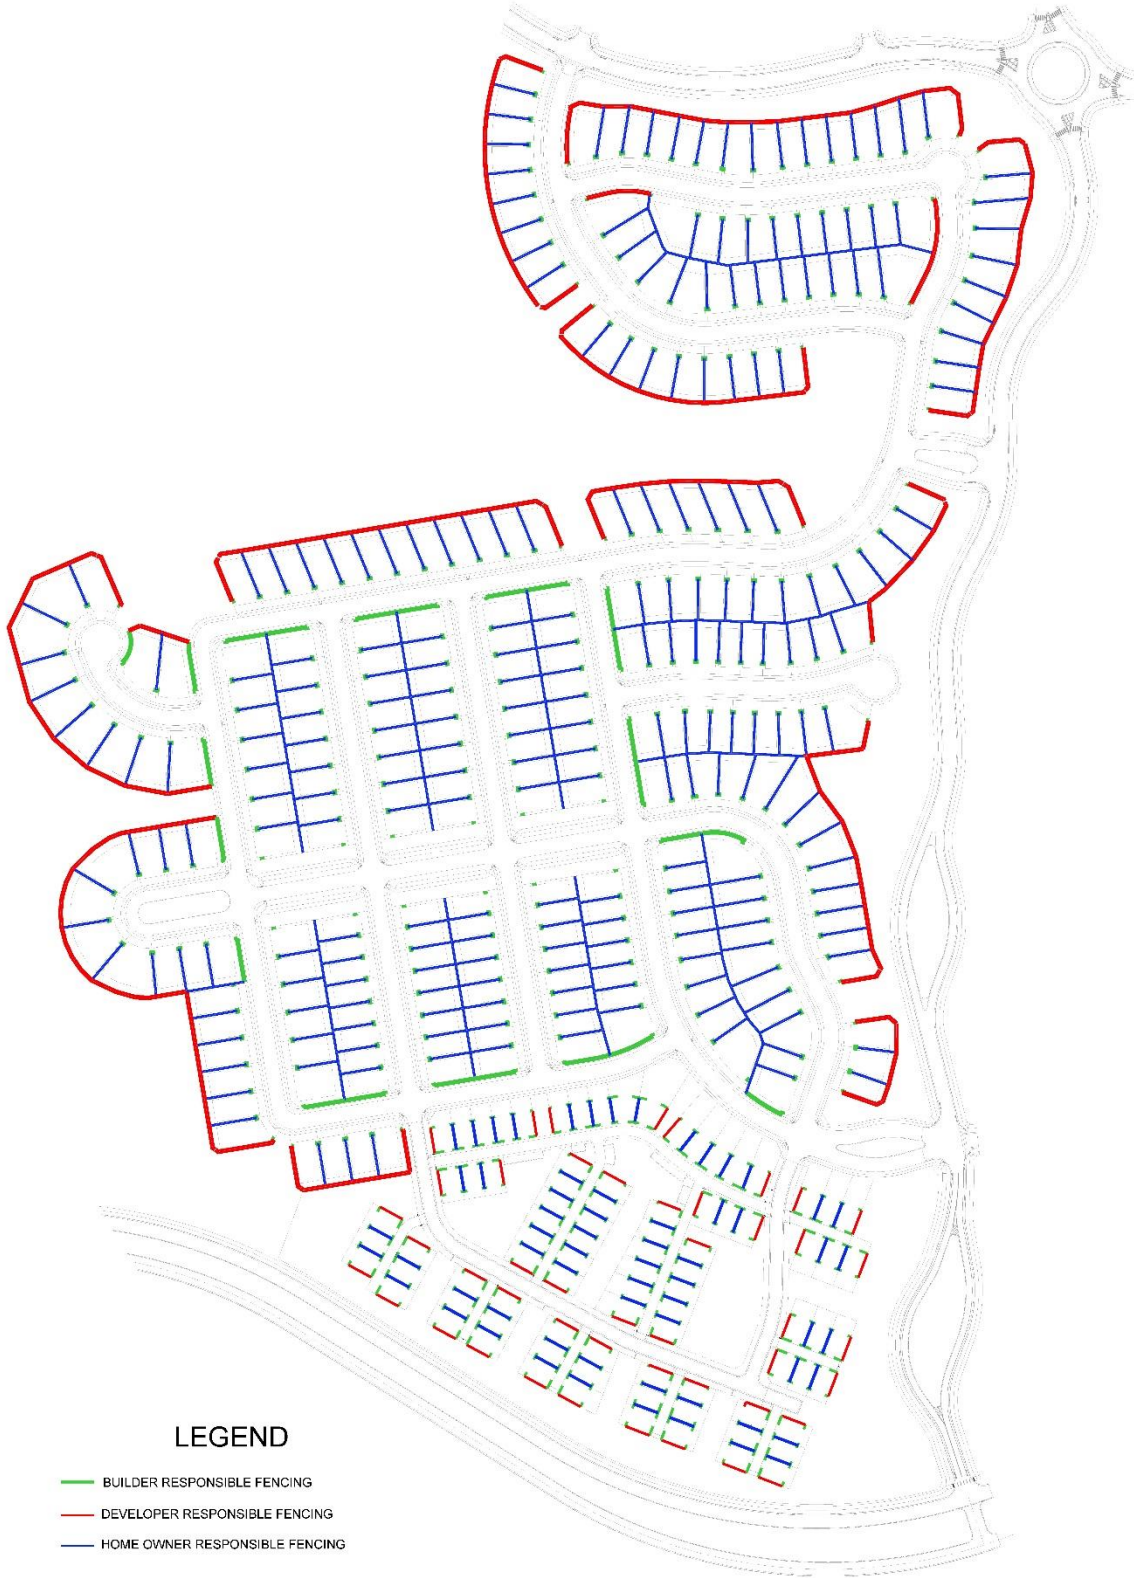 LEGEND
BUILDER RESPONSIBLE FENCING
DEVELOPER RESPONSIBLE FENCING
HOME OWNER RESPONSIBLE FENCING